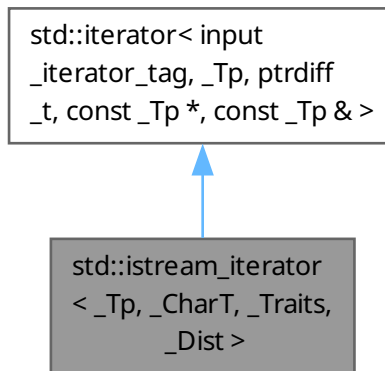 std::iterator< input
_iterator_tag, _Tp, ptrdiff
_t, const _Tp *, const _Tp & >
std::istream_iterator
< _Tp, _CharT, _Traits,
_Dist >